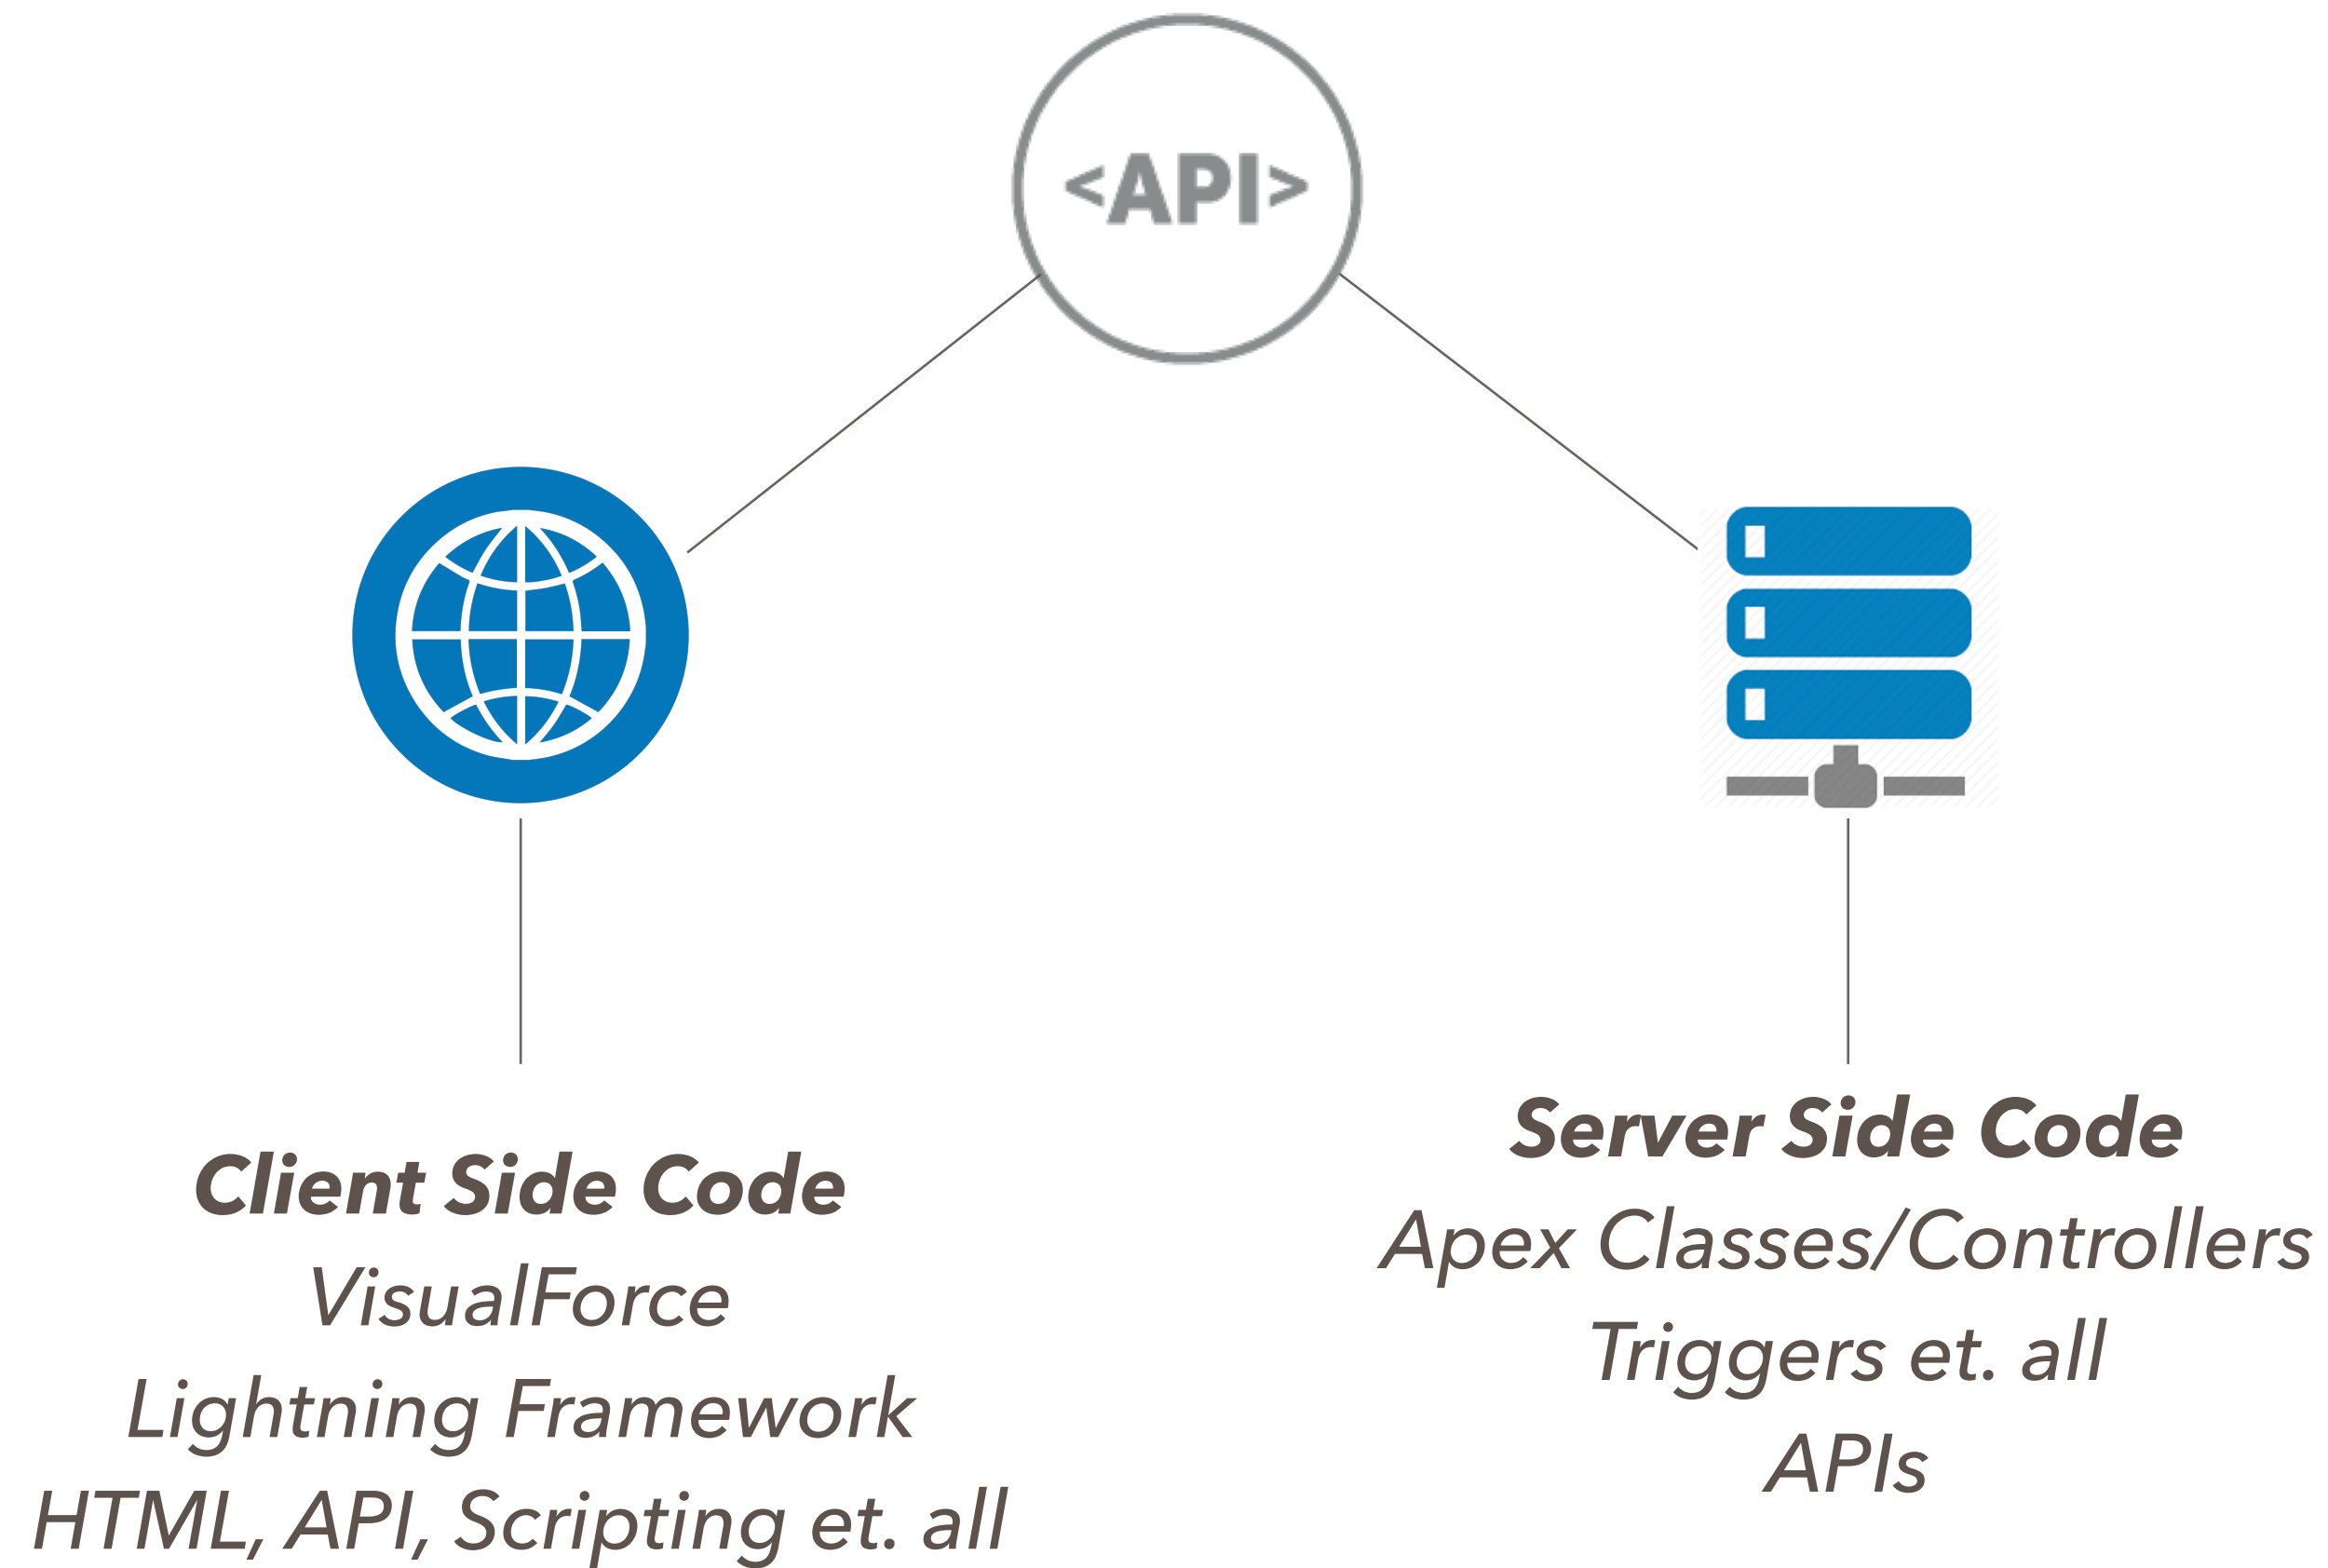 <API>
Client Side Code
VisualForce
Lightning Framework
HTML, API, Scripting et. all
Server Side Code
Apex Classes/Controllers
Triggers et. all
APIs